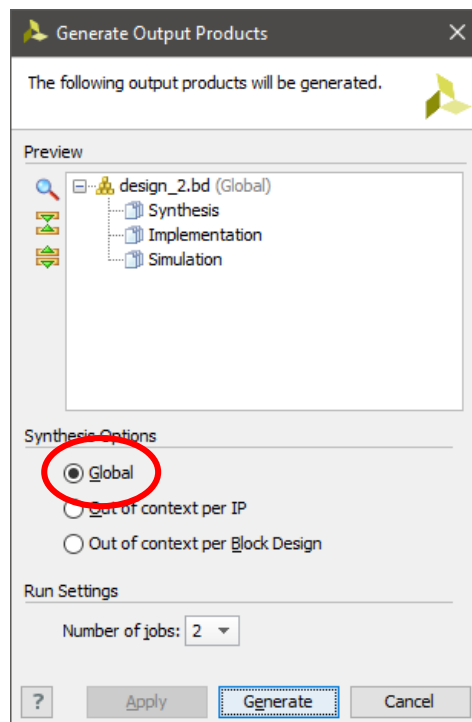 Generate Output Products
The following output products will be generated.
Preview
design_2.bd (Global)
Synthesis
Implementation
Simulation
Synthesis Options
Global
Out of context per IP
Out of context per Block Design
Run Settings
Number of jobs: 2
? Apply Generate Cancel